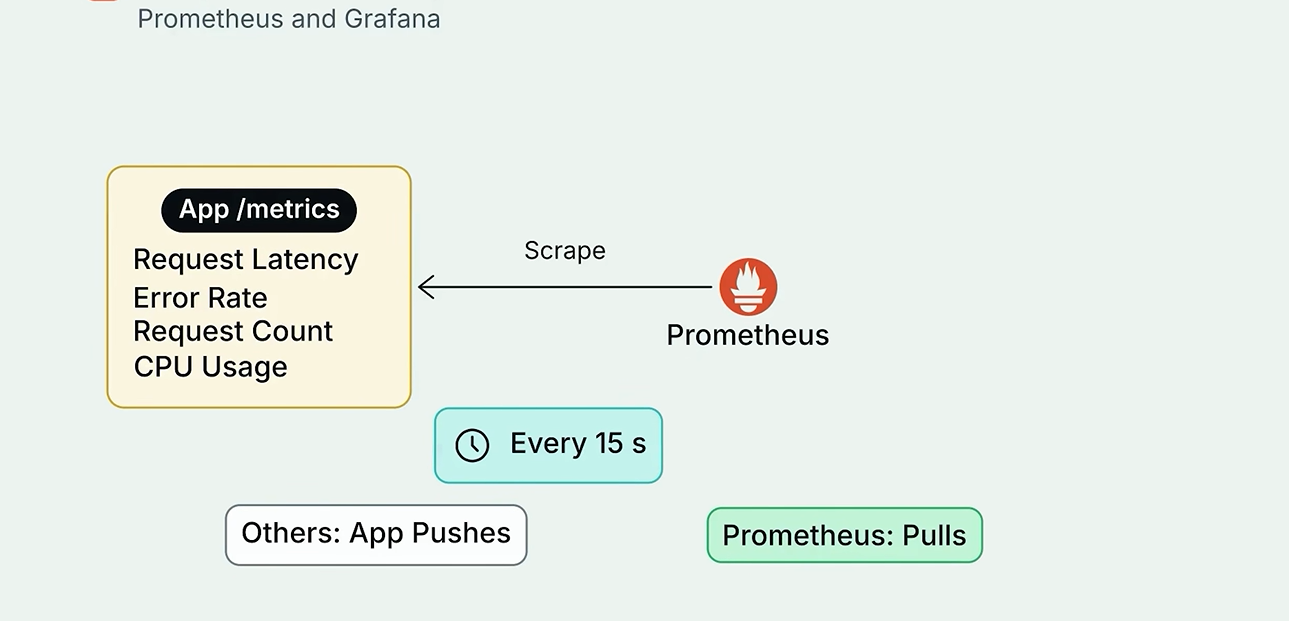 Prometheus and Grafana
App /metrics
Request Latency
Error Rate
Request Count
CPU Usage
Scrape
Prometheus
Every 15 s
Others: App Pushes
Prometheus: Pulls